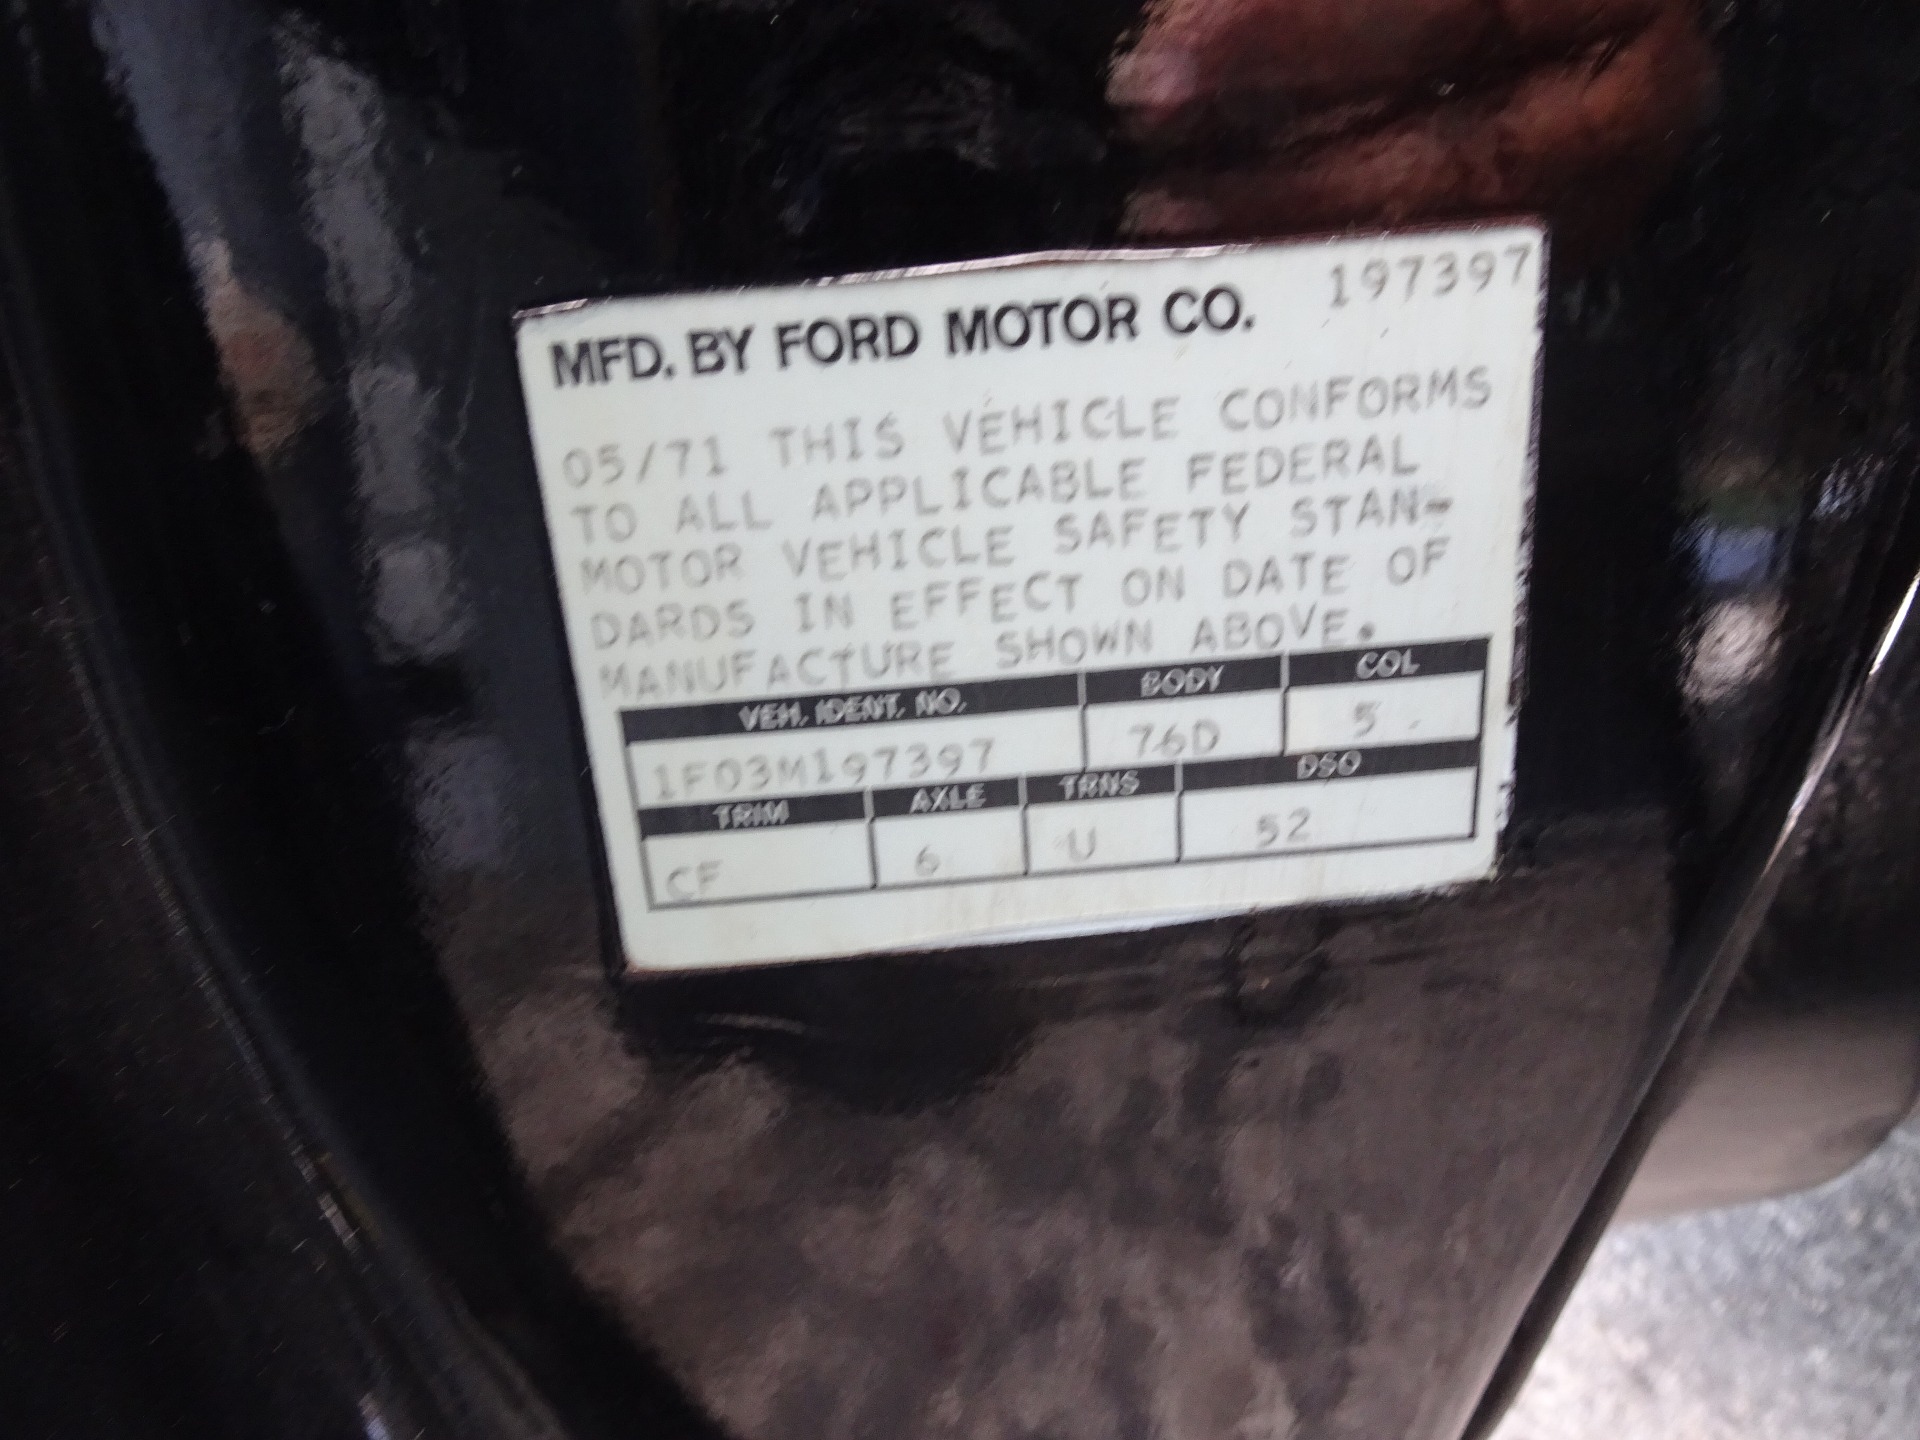 MFD. BY FORD MOTOR CO. 197397
05/71 THIS VEHICLE CONFORMS
TO ALL APPLICABLE FEDERAL
MOTOR VEHICLE SAFETY STAN-
DARDS IN EFFECT ON DATE OF
MANUFACTURE SHOWN ABOVE.
VEH. IDENT. NO. BODY COL
1F03M197397 76D 5
TRIM AXLE TRNS DSO
CF 6 U 52